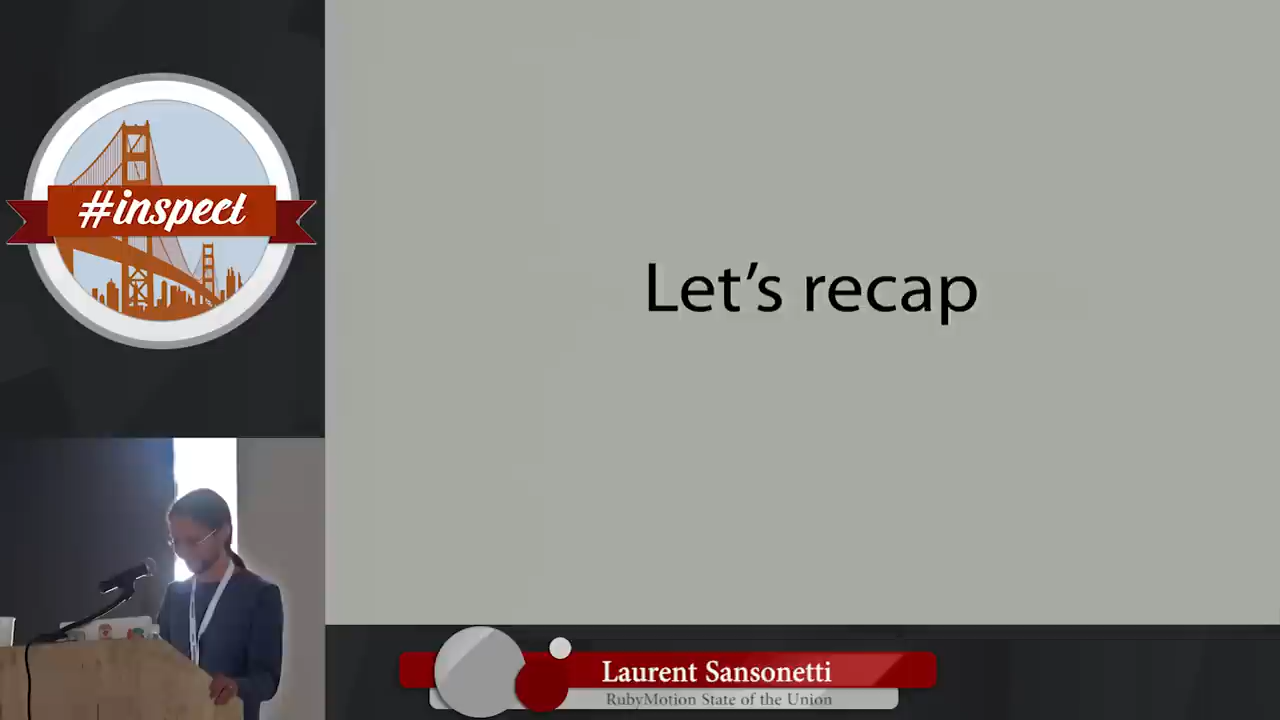 #inspect
Let's recap
Laurent Sansonetti
RubyMotion State of the Union